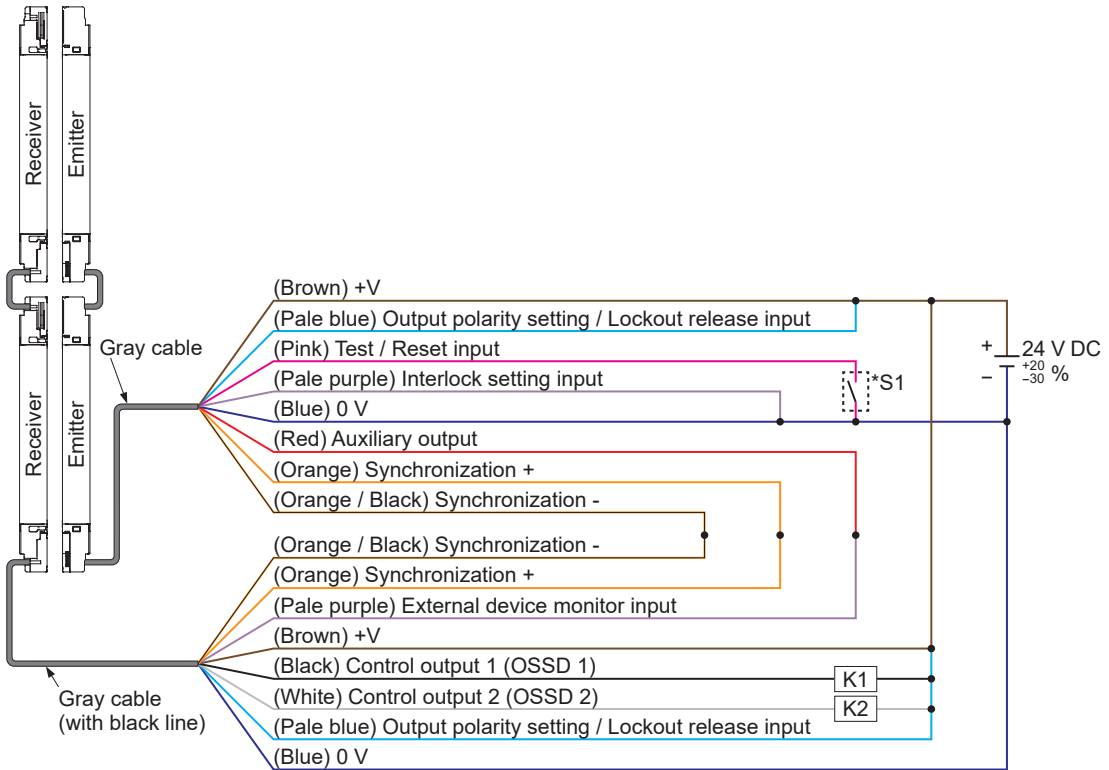 Receiver
Emitter
Receiver
Emitter
Gray cable
(Brown) +V
(Pale blue) Output polarity setting / Lockout release input
(Pink) Test / Reset input
(Pale purple) Interlock setting input
(Blue) 0 V
(Red) Auxiliary output
(Orange) Synchronization +
(Orange / Black) Synchronization -
*S1
+
24 V DC
+20
−30 %
−
(Orange / Black) Synchronization -
(Orange) Synchronization +
(Pale purple) External device monitor input
(Brown) +V
(Black) Control output 1 (OSSD 1)
K1
(White) Control output 2 (OSSD 2)
K2
(Pale blue) Output polarity setting / Lockout release input
(Blue) 0 V
Gray cable
(with black line)